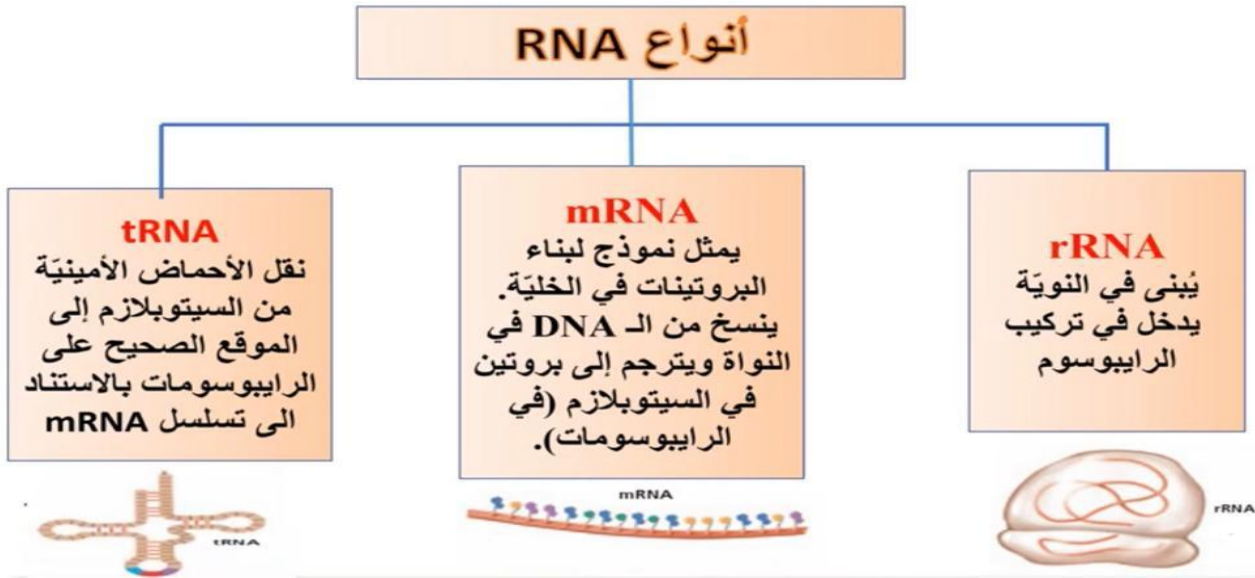 أنواع RNA
rRNA
يُبنى في النويّة
يدخل في تركيب
الرايبوسوم
mRNA
يمثل نموذج لبناء
البروتينات في الخليّة.
ينسخ من الـ DNA في
النواة ويترجم إلى بروتين
في السيتوبلازم (في
الرايبوسومات).
tRNA
نقل الأحماض الأمينيّة
من السيتوبلازم إلى
الموقع الصحيح على
الرايبوسومات بالاستناد
الى تسلسل mRNA
rRNA
mRNA
tRNA